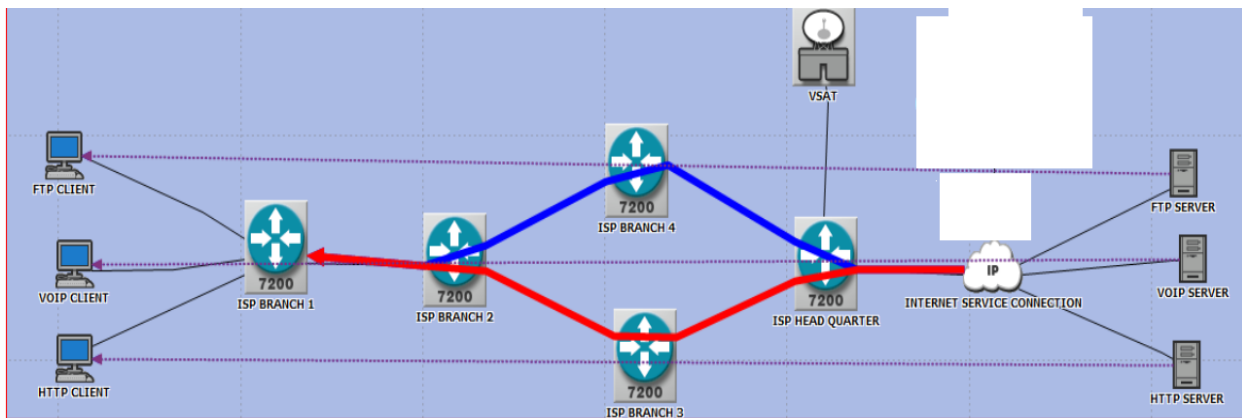 VSAT
FTP CLIENT
7200
ISP BRANCH 4
FTP SERVER
7200
ISP BRANCH 1
7200
ISP BRANCH 2
7200
ISP HEAD QUARTER
IP
INTERNET SERVICE CONNECTION
VOIP CLIENT
VOIP SERVER
HTTP CLIENT
7200
ISP BRANCH 3
HTTP SERVER